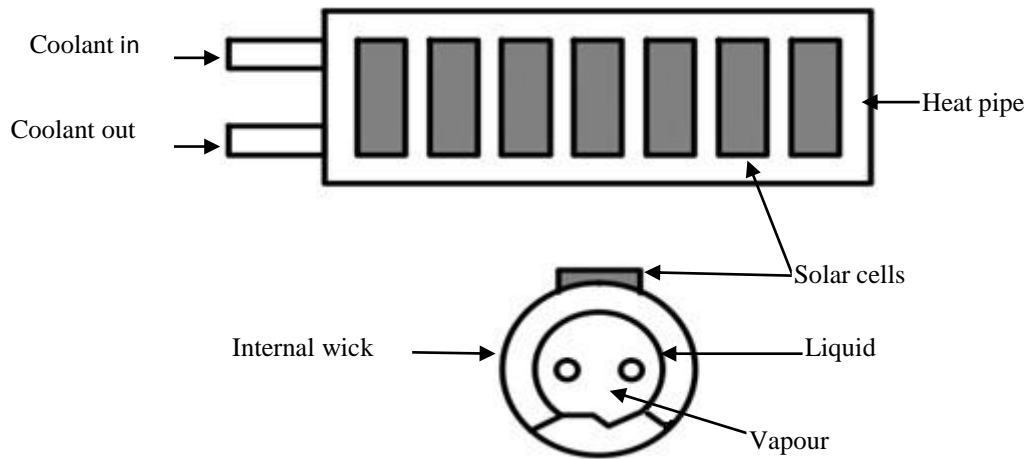 Coolant in
Coolant out
Heat pipe
Solar cells
Internal wick
Liquid
Vapour